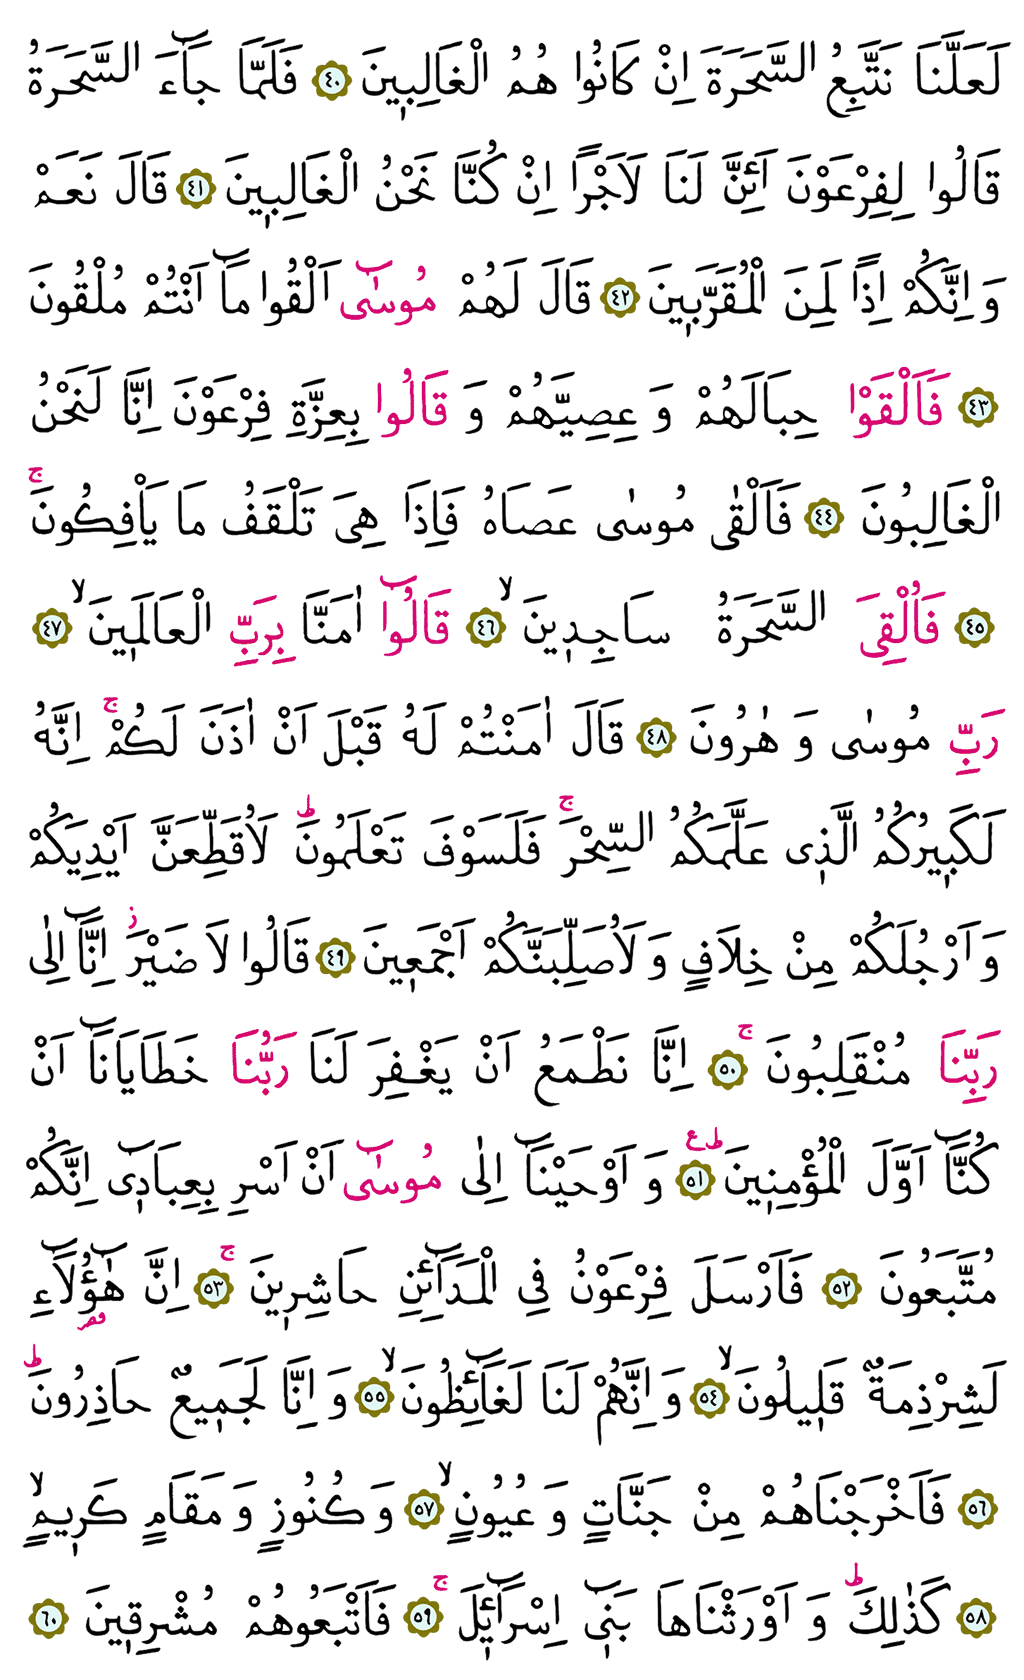 لَعَلَّنَا نَتَّبِعُ السَّحَرَةَ اِنْ كَانُوا هُمُ الْغَالِبٖينَ ﴿٤٠﴾ فَلَمَّا جَٓاءَ السَّحَرَةُ
قَالُوا لِفِرْعَوْنَ اَئِنَّ لَنَا لَاَجْرًا اِنْ كُنَّا نَحْنُ الْغَالِبٖينَ ﴿٤١﴾ قَالَ نَعَمْ
وَ اِنَّكُمْ اِذًا لَمِنَ الْمُقَرَّبٖينَ ﴿٤٢﴾ قَالَ لَهُمْ مُوسٰٓى اَلْقُوا مَٓا اَنْتُمْ مُلْقُونَ
﴿٤٣﴾ فَاَلْقَوْا حِبَالَهُمْ وَ عِصِيَّهُمْ وَ قَالُوا بِعِزَّةِ فِرْعَوْنَ اِنَّا لَنَحْنُ
الْغَالِبُونَ ﴿٤٤﴾ فَاَلْقٰى مُوسٰى عَصَاهُ فَاِذَا هِىَ تَلْقَفُ مَا يَاْفِكُونَۚ
﴿٤٥﴾ فَاُلْقِىَ السَّحَرَةُ سَاجِدٖينَۙ ﴿٤٦﴾ قَالُٓوا اٰمَنَّا بِرَبِّ الْعَالَمٖينَۙ ﴿٤٧﴾
رَبِّ مُوسٰى وَ هٰرُونَ ﴿٤٨﴾ قَالَ اٰمَنْتُمْ لَهُ قَبْلَ اَنْ اٰذَنَ لَكُمْۚ اِنَّهُ
لَكَبٖيرُكُمُ الَّذٖى عَلَّمَكُمُ السِّحْرَۚ فَلَسَوْفَ تَعْلَمُونَؕ لَاُقَطِّعَنَّ اَيْدِيَكُمْ
وَ اَرْجُلَكُمْ مِنْ خِلَافٍ وَ لَاُصَلِّبَنَّكُمْ اَجْمَعٖينَ ﴿٤٩﴾ قَالُوا لَا ضَيْرَؗ اِنَّٓا اِلٰى
رَبِّنَا مُنْقَلِبُونَۚ ﴿٥٠﴾ اِنَّا نَطْمَعُ اَنْ يَغْفِرَ لَنَا رَبُّنَا خَطَايَانَٓا اَنْ
كُنَّٓا اَوَّلَ الْمُؤْمِنٖينَ ؕع ﴿٥١﴾ وَ اَوْحَيْنَٓا اِلٰى مُوسٰٓى اَنْ اَسْرِ بِعِبَادٖٓى اِنَّكُمْ
مُتَّبَعُونَ ﴿٥٢﴾ فَاَرْسَلَ فِرْعَوْنُ فِى الْمَدَٓائِنِ حَاشِرٖينَۚ ﴿٥٣﴾ اِنَّ هٰٓؤُ۬لَٓاءِ
لَشِرْذِمَةٌ قَلٖيلُونَۙ ﴿٥٤﴾ وَ اِنَّهُمْ لَنَا لَغَٓائِظُونَۙ ﴿٥٥﴾ وَ اِنَّا لَجَمٖيعٌ حَاذِرُونَؕ
﴿٥٦﴾ فَاَخْرَجْنَاهُمْ مِنْ جَنَّاتٍ وَ عُيُونٍۙ ﴿٥٧﴾ وَ كُنُوزٍ وَ مَقَامٍ كَرٖيمٍۙ
﴿٥٨﴾ كَذٰلِكَؕ وَ اَوْرَثْنَاهَا بَنٖٓى اِسْرَٓائٖلَۚ ﴿٥٩﴾ فَاَتْبَعُوهُمْ مُشْرِقٖينَ ﴿٦٠﴾